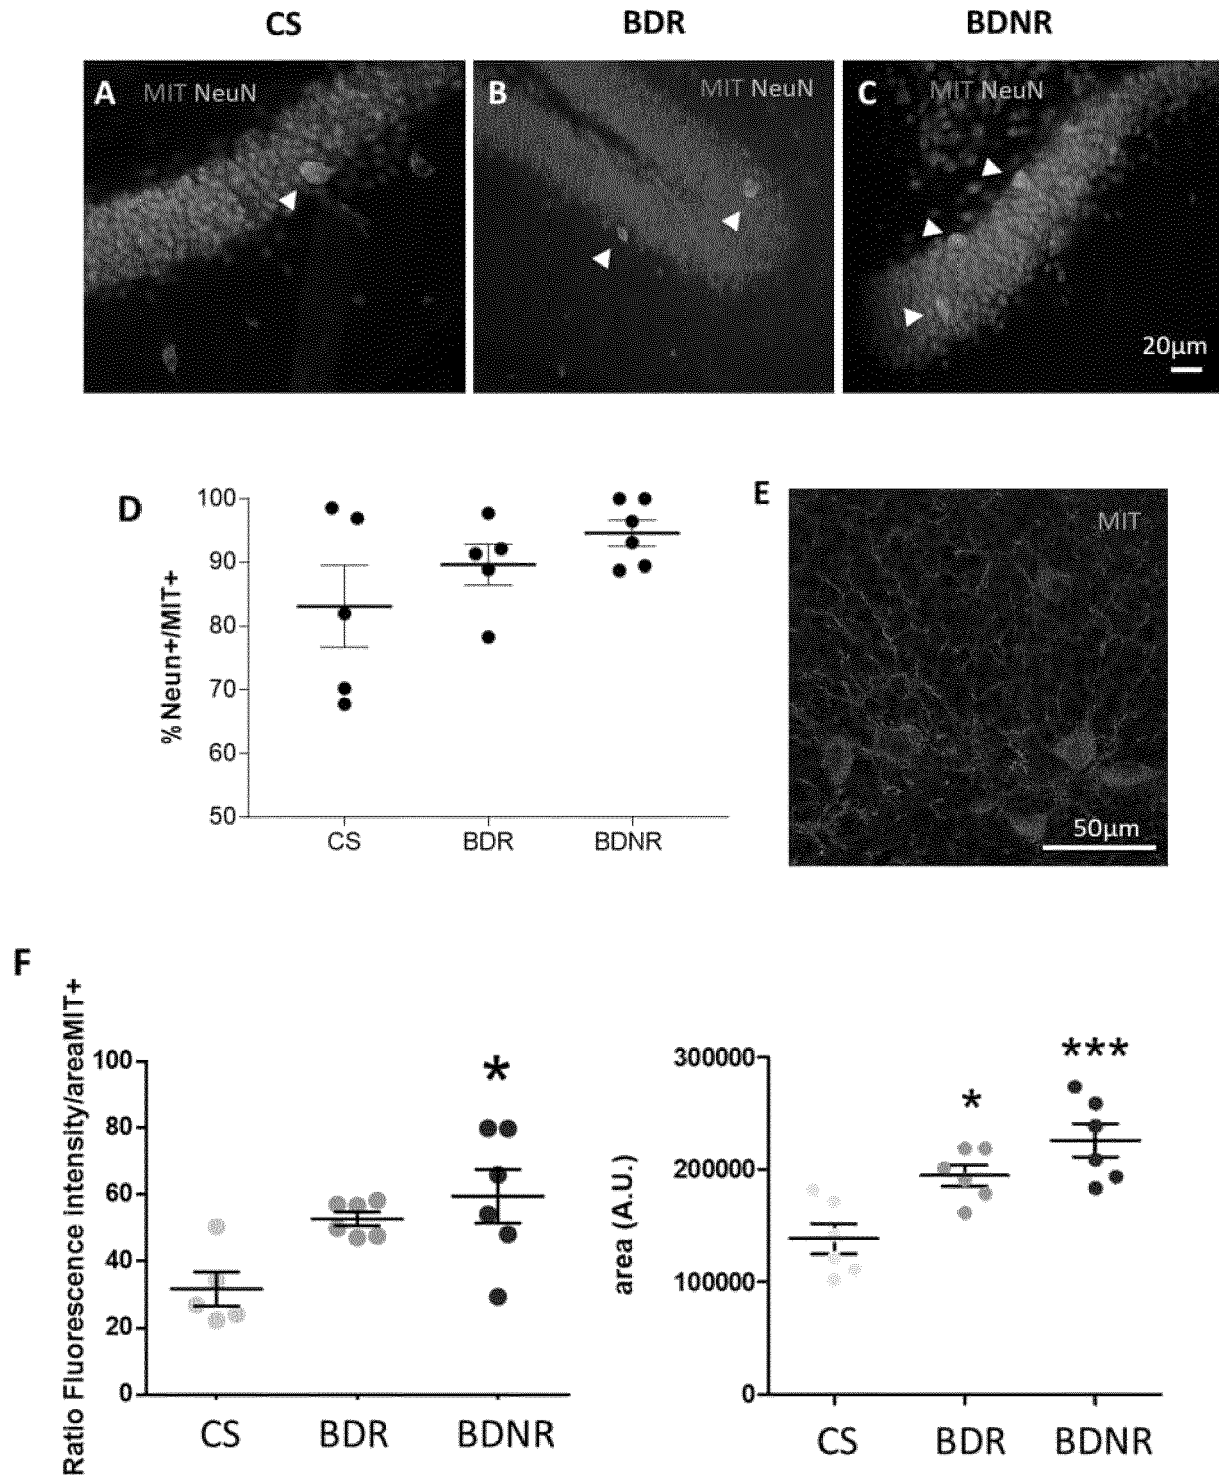 CS BDR BDNR
A MIT NeuN B MIT NeuN C MIT NeuN
20µm
D
100
90
80
70
60
50
% Neun+/MIT+
CS BDR BDNR
E MIT
50µm
F
Ratio Fluorescence Intensity/areaMIT+
100
80
60
40
20
0
*
CS BDR BDNR
area (A.U.)
300000
200000
100000
0
*
***
CS BDR BDNR